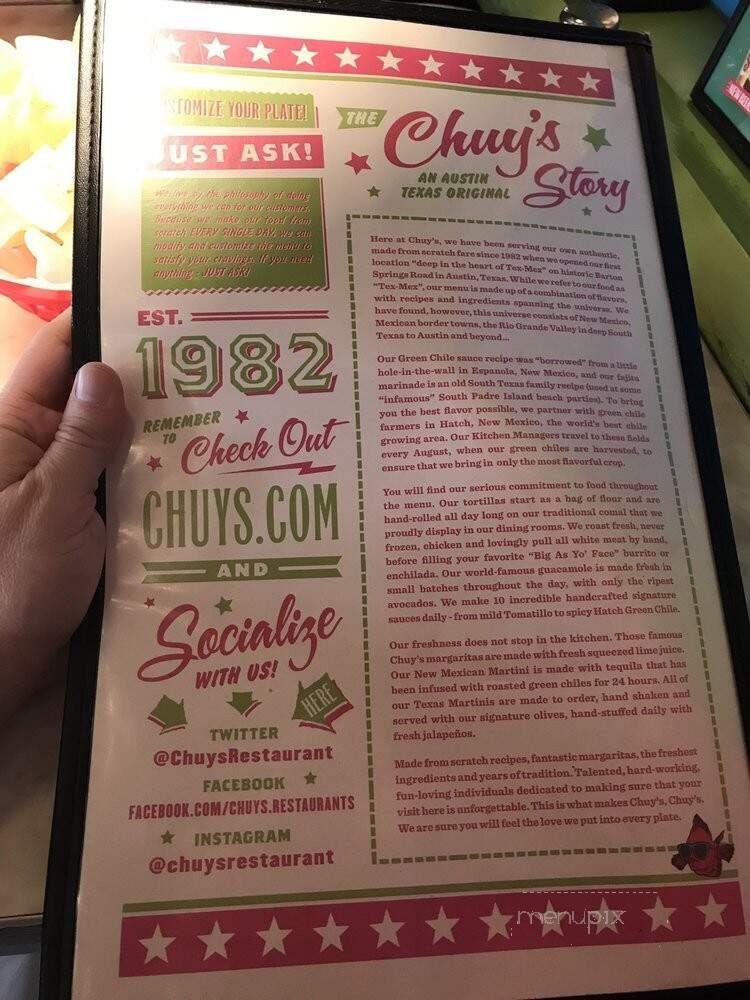 STOMIZE YOUR PLATE!
JUST ASK!
We live by the philosophy of doing
everything we can for our customers.
Because we make our food from
scratch EVERY SINGLE DAY, we can
modify and customize the menu to
satisfy your cravings. If you need
anything - JUST ASK!
EST.
1982
REMEMBER
TO
Check Out
CHUYS.COM
AND
Socialize
WITH US!
HERE
TWITTER
@ChuysRestaurant
FACEBOOK
FACEBOOK.COM/CHUYS.RESTAURANTS
INSTAGRAM
@chuysrestaurant
THE
Chuy's
AN AUSTIN
TEXAS ORIGINAL
Story
Here at Chuy's, we have been serving our own authentic,
made from scratch fare since 1982 when we opened our first
location "deep in the heart of Tex-Mex" on historic Barton
Springs Road in Austin, Texas. While we refer to our food as
"Tex-Mex", our menu is made up of a combination of flavors,
with recipes and ingredients spanning the universe. We
have found, however, this universe consists of New Mexico,
Mexican border towns, the Rio Grande Valley in deep South
Texas to Austin and beyond...
Our Green Chile sauce recipe was "borrowed" from a little
hole-in-the-wall in Espanola, New Mexico, and our fajita
marinade is an old South Texas family recipe (used at some
"infamous" South Padre Island beach parties). To bring
you the best flavor possible, we partner with green chile
farmers in Hatch, New Mexico, the world's best chile
growing area. Our Kitchen Managers travel to these fields
every August, when our green chiles are harvested, to
ensure that we bring in only the most flavorful crop.
You will find our serious commitment to food throughout
the menu. Our tortillas start as a bag of flour and are
hand-rolled all day long on our traditional comal that we
proudly display in our dining rooms. We roast fresh, never
frozen, chicken and lovingly pull all white meat by hand,
before filling your favorite "Big As Yo' Face" burrito or
enchilada. Our world-famous guacamole is made fresh in
small batches throughout the day, with only the ripest
avocados. We make 10 incredible handcrafted signature
sauces daily - from mild Tomatillo to spicy Hatch Green Chile.
Our freshness does not stop in the kitchen. Those famous
Chuy's margaritas are made with fresh squeezed lime juice.
Our New Mexican Martini is made with tequila that has
been infused with roasted green chiles for 24 hours. All of
our Texas Martinis are made to order, hand shaken and
served with our signature olives, hand-stuffed daily with
fresh jalapeños.
Made from scratch recipes, fantastic margaritas, the freshest
ingredients and years of tradition. Talented, hard-working,
fun-loving individuals dedicated to making sure that your
visit here is unforgettable. This is what makes Chuy's, Chuy's.
We are sure you will feel the love we put into every plate.
menupix